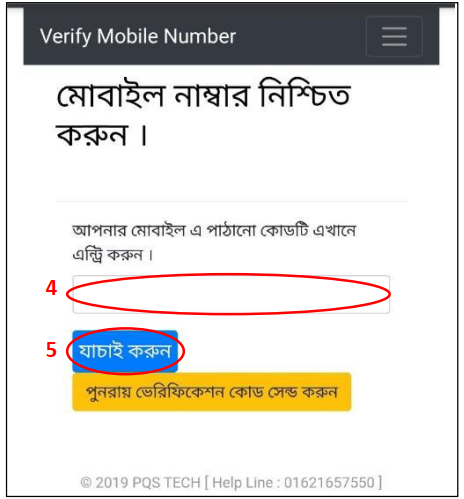 Verify Mobile Number
মোবাইল নাম্বার নিশ্চিত
করুন ।
আপনার মোবাইল এ পাঠানো কোডটি এখানে
এন্ট্রি করুন ।
4
5 যাচাই করুন
পুনরায় ভেরিফিকেশন কোড সেন্ড করুন
© 2019 PQS TECH [ Help Line : 01621657550 ]